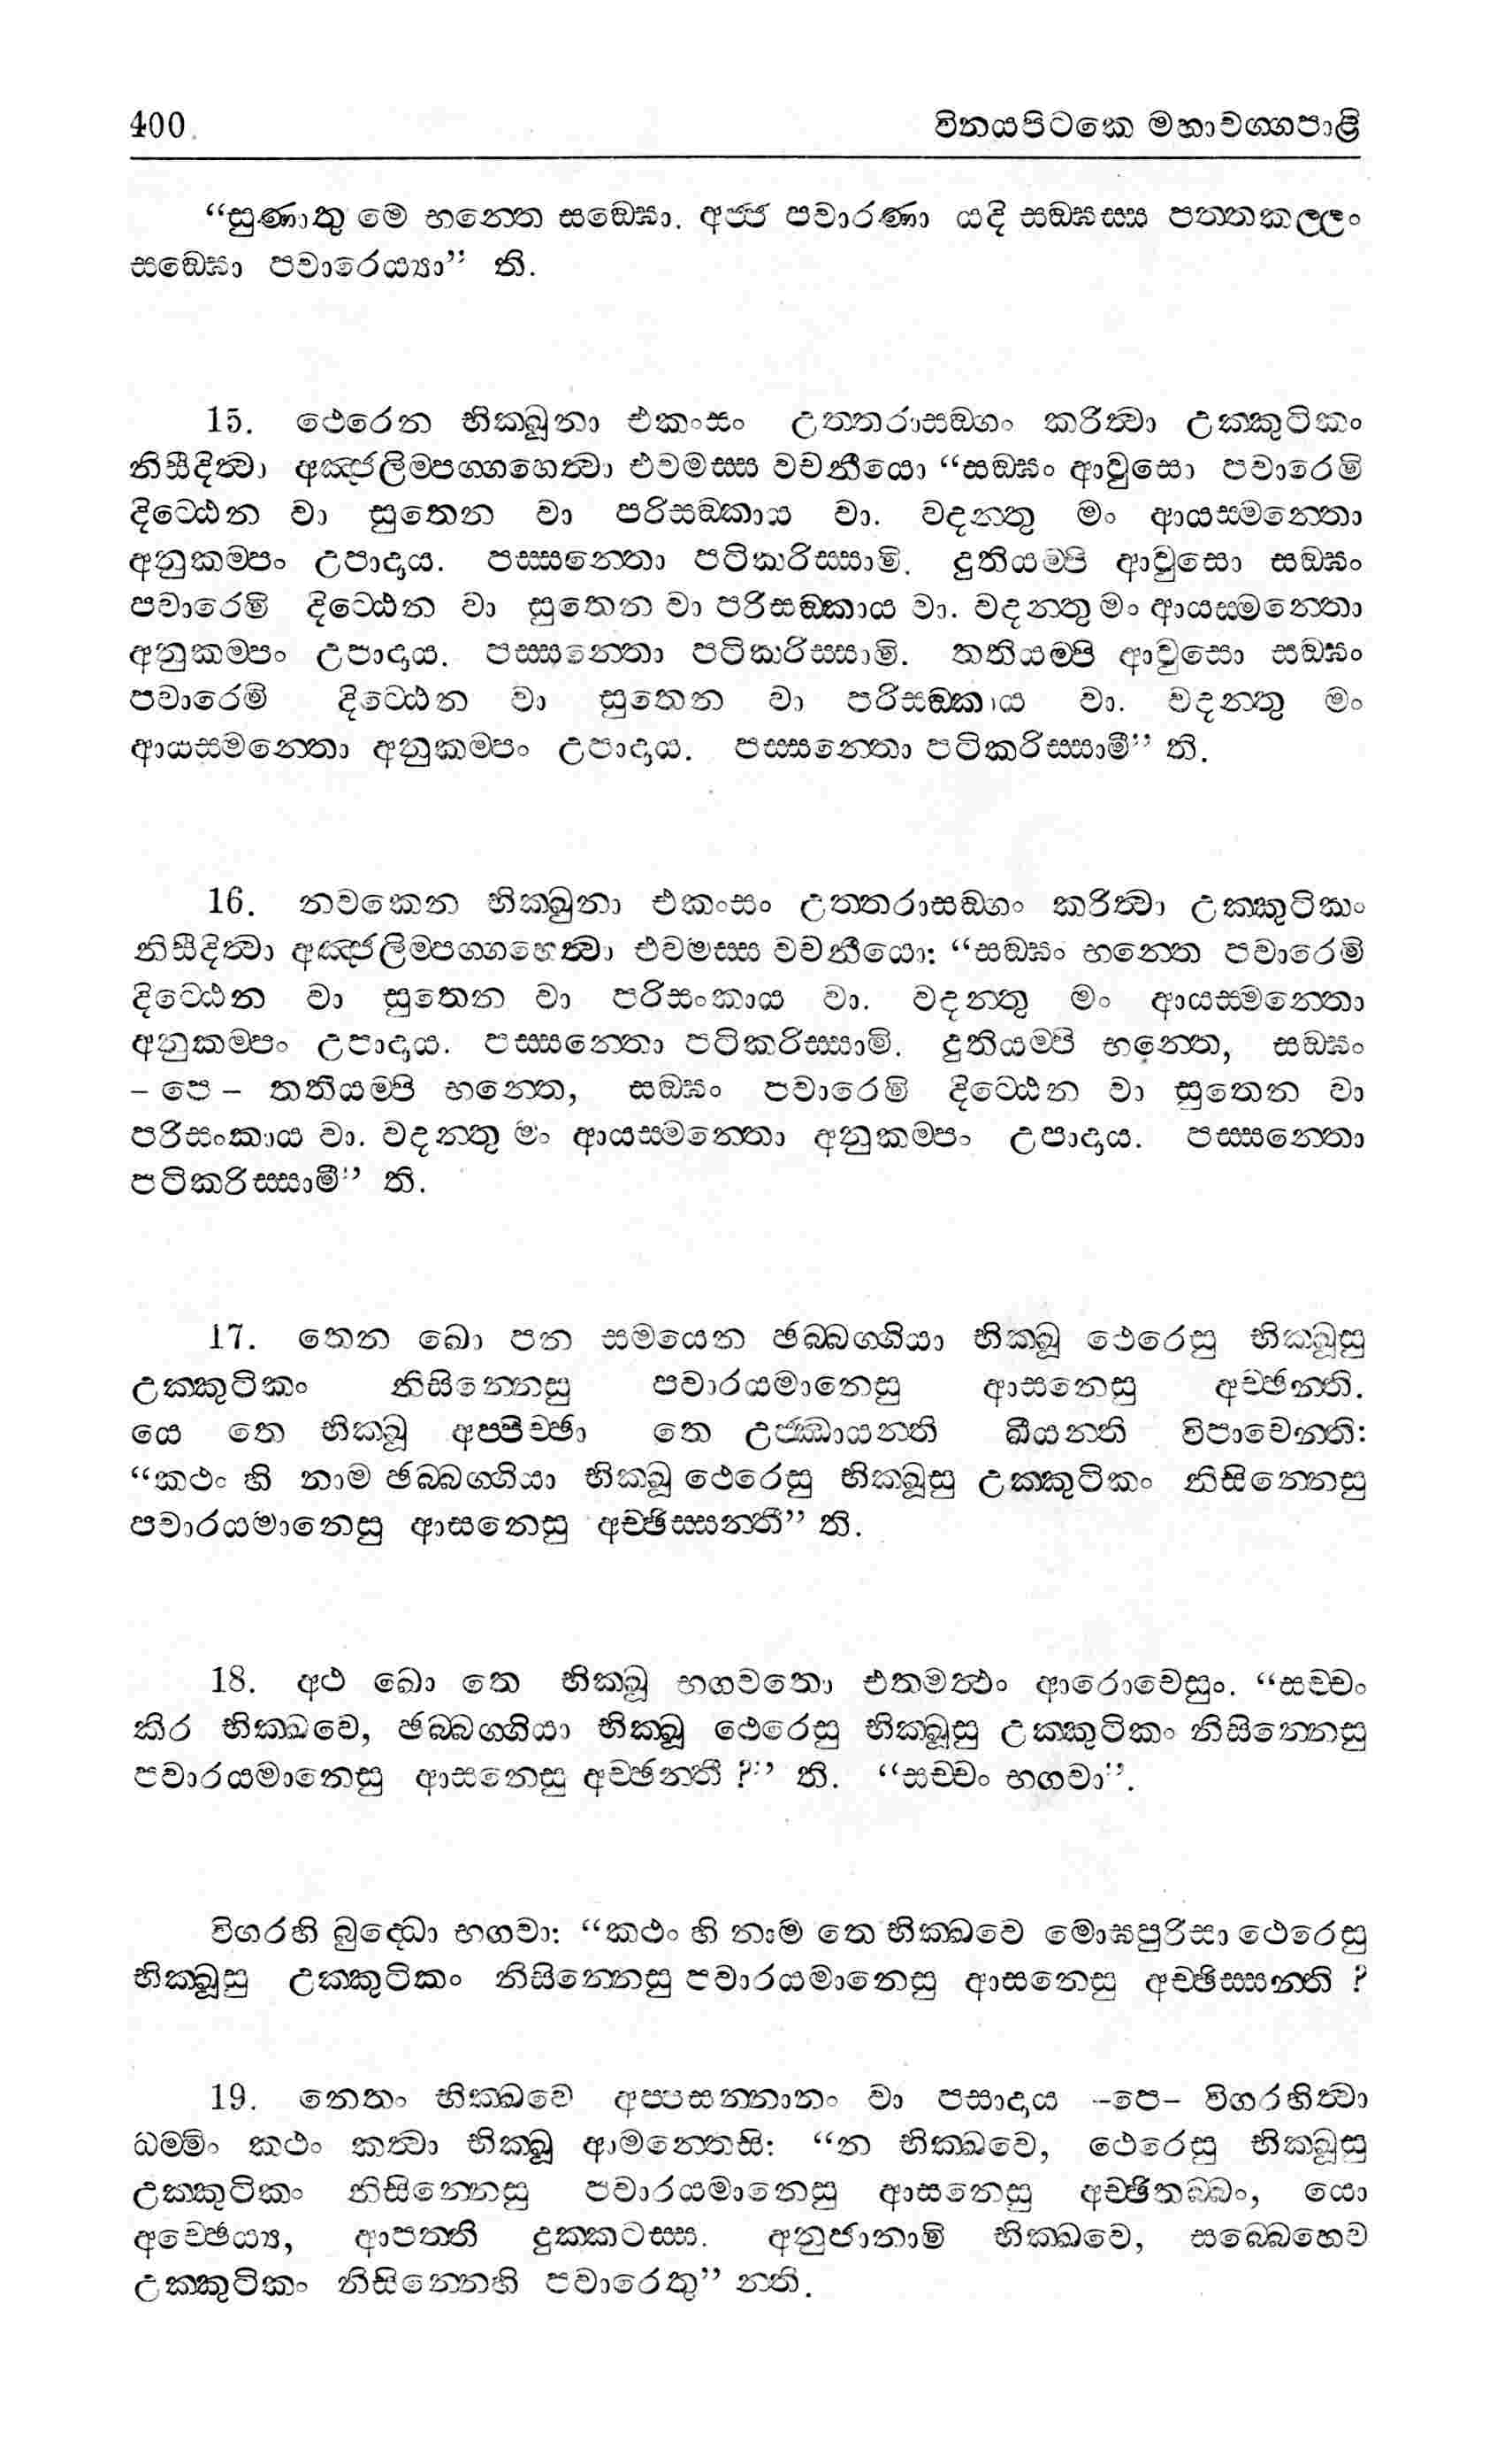 400
විනයපිටකෙ මහාවග්ගපාළි
“සුණාතු මෙ භන්තෙ සඞ්ඝො. අජ්ජ පවාරණා යදි සඞ්ඝස්ස පත්තකල්ලං
සඞ්ඝො පවාරෙය්‍යා” ති.
15. ථෙරෙන භික්ඛුනා එකංසං උත්තරාසඞ්ගං කරිත්වා උක්කුටිකං
නිසීදිත්වා අඤ්ජලිම්පග්ගහෙත්වා එවමස්ස වචනීයො “සඞ්ඝං ආවුසො පවාරෙමි
දිට්ඨෙන වා සුතෙන වා පරිසඞ්කාය වා. වදන්තු මං ආයස්මන්තො
අනුකම්පං උපාදාය. පස්සන්තො පටිකරිස්සාමි. දුතියම්පි ආවුසො සඞ්ඝං
පවාරෙමි දිට්ඨෙන වා සුතෙන වා පරිසඞ්කාය වා. වදන්තු මං ආයස්මන්තො
අනුකම්පං උපාදාය. පස්සන්තො පටිකරිස්සාමි. තතියම්පි ආවුසො සඞ්ඝං
පවාරෙමි දිට්ඨෙන වා සුතෙන වා පරිසඞ්කාය වා. වදන්තු මං
ආයස්මන්තො අනුකම්පං උපාදාය. පස්සන්තො පටිකරිස්සාමී” ති.
16. නවකෙන භික්ඛුනා එකංසං උත්තරාසඞ්ගං කරිත්වා උක්කුටිකං
නිසීදිත්වා අඤ්ජලිම්පග්ගහෙත්වා එවමස්ස වචනීයො: “සඞ්ඝං භන්තෙ පවාරෙමි
දිට්ඨෙන වා සුතෙන වා පරිසංකාය වා. වදන්තු මං ආයස්මන්තො
අනුකම්පං උපාදාය. පස්සන්තො පටිකරිස්සාමි. දුතියම්පි භන්තෙ, සඞ්ඝං
– පෙ – තතියම්පි භන්තෙ, සඞ්ඝං පවාරෙමි දිට්ඨෙන වා සුතෙන වා
පරිසංකාය වා. වදන්තු මං ආයස්මන්තො අනුකම්පං උපාදාය. පස්සන්තො
පටිකරිස්සාමී” ති.
17. තෙන ඛො පන සමයෙන ඡබ්බග්ගියා භික්ඛූ ථෙරෙසු භික්ඛූසු
උක්කුටිකං නිසින්නෙසු පවාරයමානෙසු ආසනෙසු අච්ඡන්ති.
යෙ තෙ භික්ඛූ අප්පිච්ඡා තෙ උජ්ඣායන්ති ඛීයන්ති විපාචෙන්ති:
“කථං හි නාම ඡබ්බග්ගියා භික්ඛූ ථෙරෙසු භික්ඛූසු උක්කුටිකං නිසින්නෙසු
පවාරයමානෙසු ආසනෙසු අච්ඡිස්සන්තී” ති.
18. අථ ඛො තෙ භික්ඛූ භගවතො එතමත්ථං ආරොචෙසුං. “සච්චං
කිර භික්ඛවෙ, ඡබ්බග්ගියා භික්ඛූ ථෙරෙසු භික්ඛූසු උක්කුටිකං නිසින්නෙසු
පවාරයමානෙසු ආසනෙසු අච්ඡන්තී ?” ති. “සච්චං භගවා”.
විගරහි බුද්ධො භගවා: “කථං හි නාම තෙ භික්ඛවෙ මොඝපුරිසා ථෙරෙසු
භික්ඛූසු උක්කුටිකං නිසින්නෙසු පවාරයමානෙසු ආසනෙසු අච්ඡිස්සන්ති ?
19. නෙතං භික්ඛවෙ අප්පසන්නානං වා පසාදාය –පෙ– විගරහිත්වා
ධම්මිං කථං කත්වා භික්ඛූ ආමන්තෙසි: “න භික්ඛවෙ, ථෙරෙසු භික්ඛූසු
උක්කුටිකං නිසින්නෙසු පවාරයමානෙසු ආසනෙසු අච්ඡිතබ්බං, යො
අච්ඡෙය්‍ය, ආපත්ති දුක්කටස්ස. අනුජානාමි භික්ඛවෙ, සබ්බෙහෙව
උක්කුටිකං නිසින්නෙහි පවාරෙතු” න්ති.